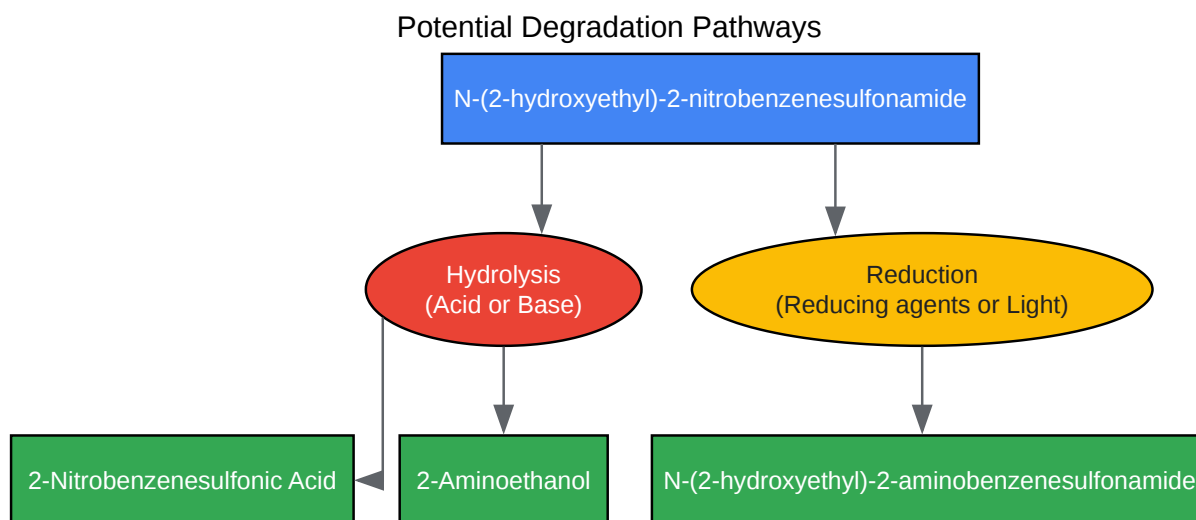 Potential Degradation Pathways
N-(2-hydroxyethyl)-2-nitrobenzenesulfonamide
Hydrolysis
(Acid or Base)
Reduction
(Reducing agents or Light)
2-Nitrobenzenesulfonic Acid
2-Aminoethanol
N-(2-hydroxyethyl)-2-aminobenzenesulfonamide